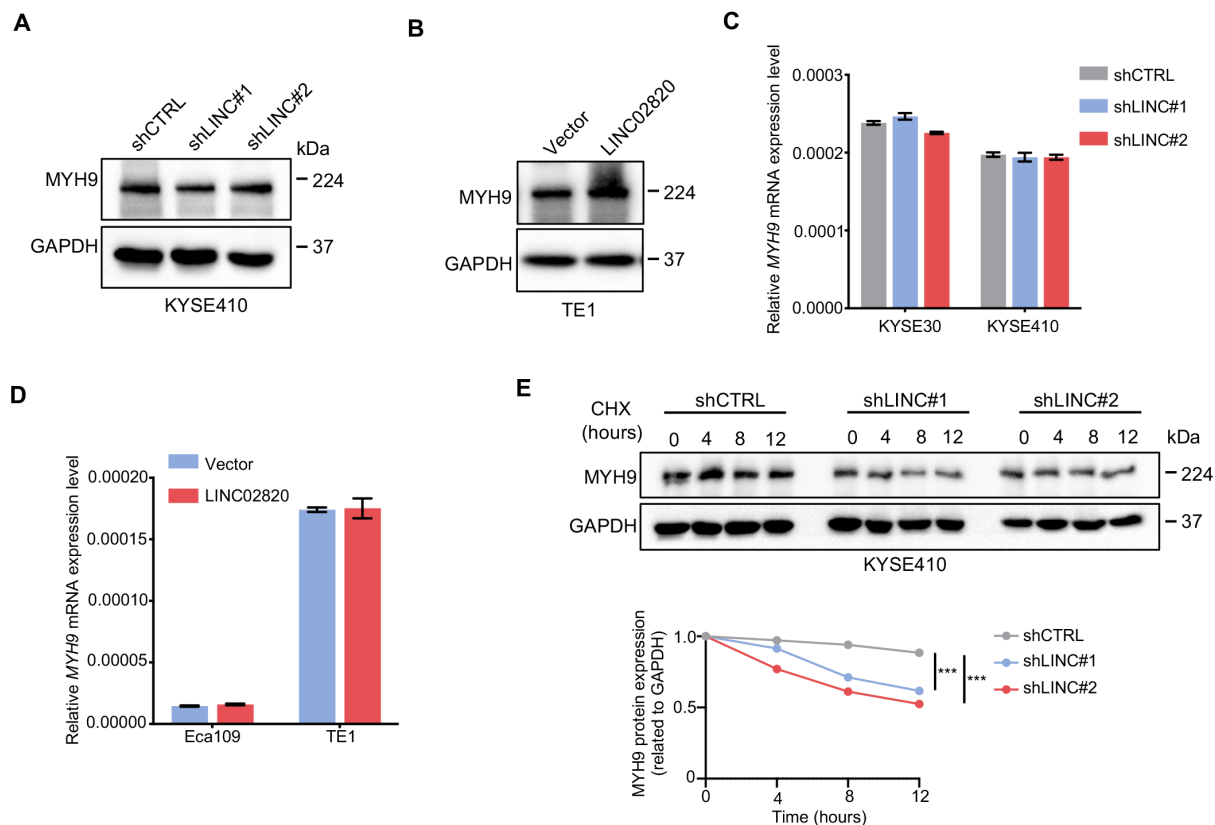 A
shCTRL
shLINC#1
shLINC#2
kDa
MYH9
224
GAPDH
37
KYSE410
B
Vector
LINC02820
MYH9
224
GAPDH
37
TE1
C
Relative MYH9 mRNA expression level
0.0003
0.0002
0.0001
0.0000
KYSE30
KYSE410
shCTRL
shLINC#1
shLINC#2
D
Relative MYH9 mRNA expression level
0.00020
0.00015
0.00010
0.00005
0.00000
Vector
LINC02820
Eca109
TE1
E
CHX
(hours)
shCTRL
shLINC#1
shLINC#2
0 4 8 12
0 4 8 12
0 4 8 12
kDa
MYH9
224
GAPDH
37
KYSE410
MYH9 protein expression
(related to GAPDH)
1.0
0.5
0
0 4 8 12
Time (hours)
***
***
shCTRL
shLINC#1
shLINC#2